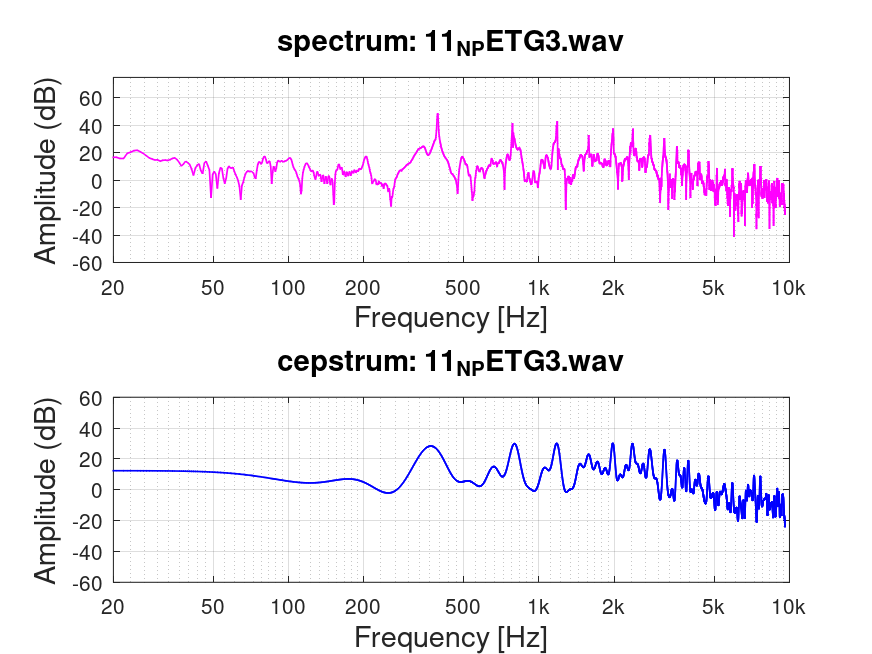 spectrum: 11NPETG3.wav
Amplitude (dB)
60
40
20
0
-20
-40
-60
20 50 100 200 500 1k 2k 5k 10k
Frequency [Hz]
cepstrum: 11NPETG3.wav
Amplitude (dB)
60
40
20
0
-20
-40
-60
20 50 100 200 500 1k 2k 5k 10k
Frequency [Hz]